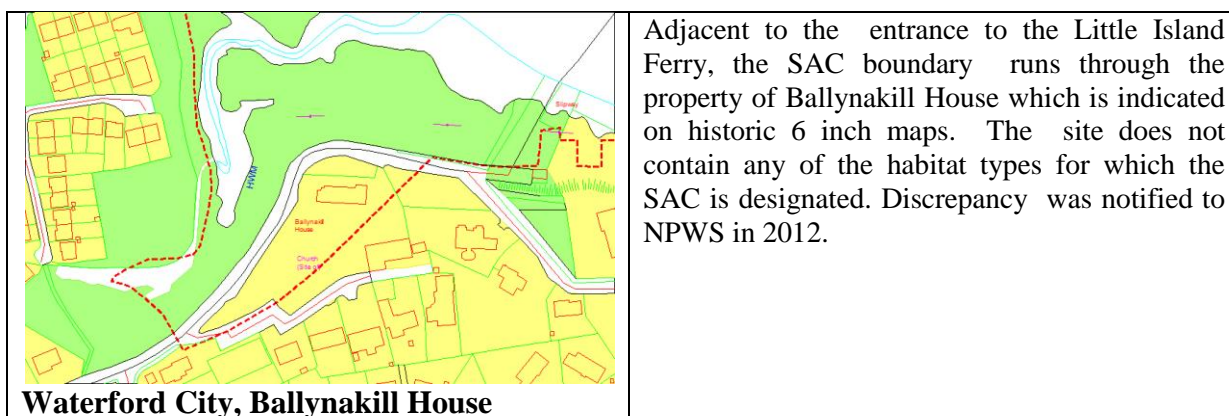 Slipway
HWM
Ballynakill
House
Church
(Site of)
Waterford City, Ballynakill House
Adjacent to the entrance to the Little Island
Ferry, the SAC boundary runs through the
property of Ballynakill House which is indicated
on historic 6 inch maps. The site does not
contain any of the habitat types for which the
SAC is designated. Discrepancy was notified to
NPWS in 2012.